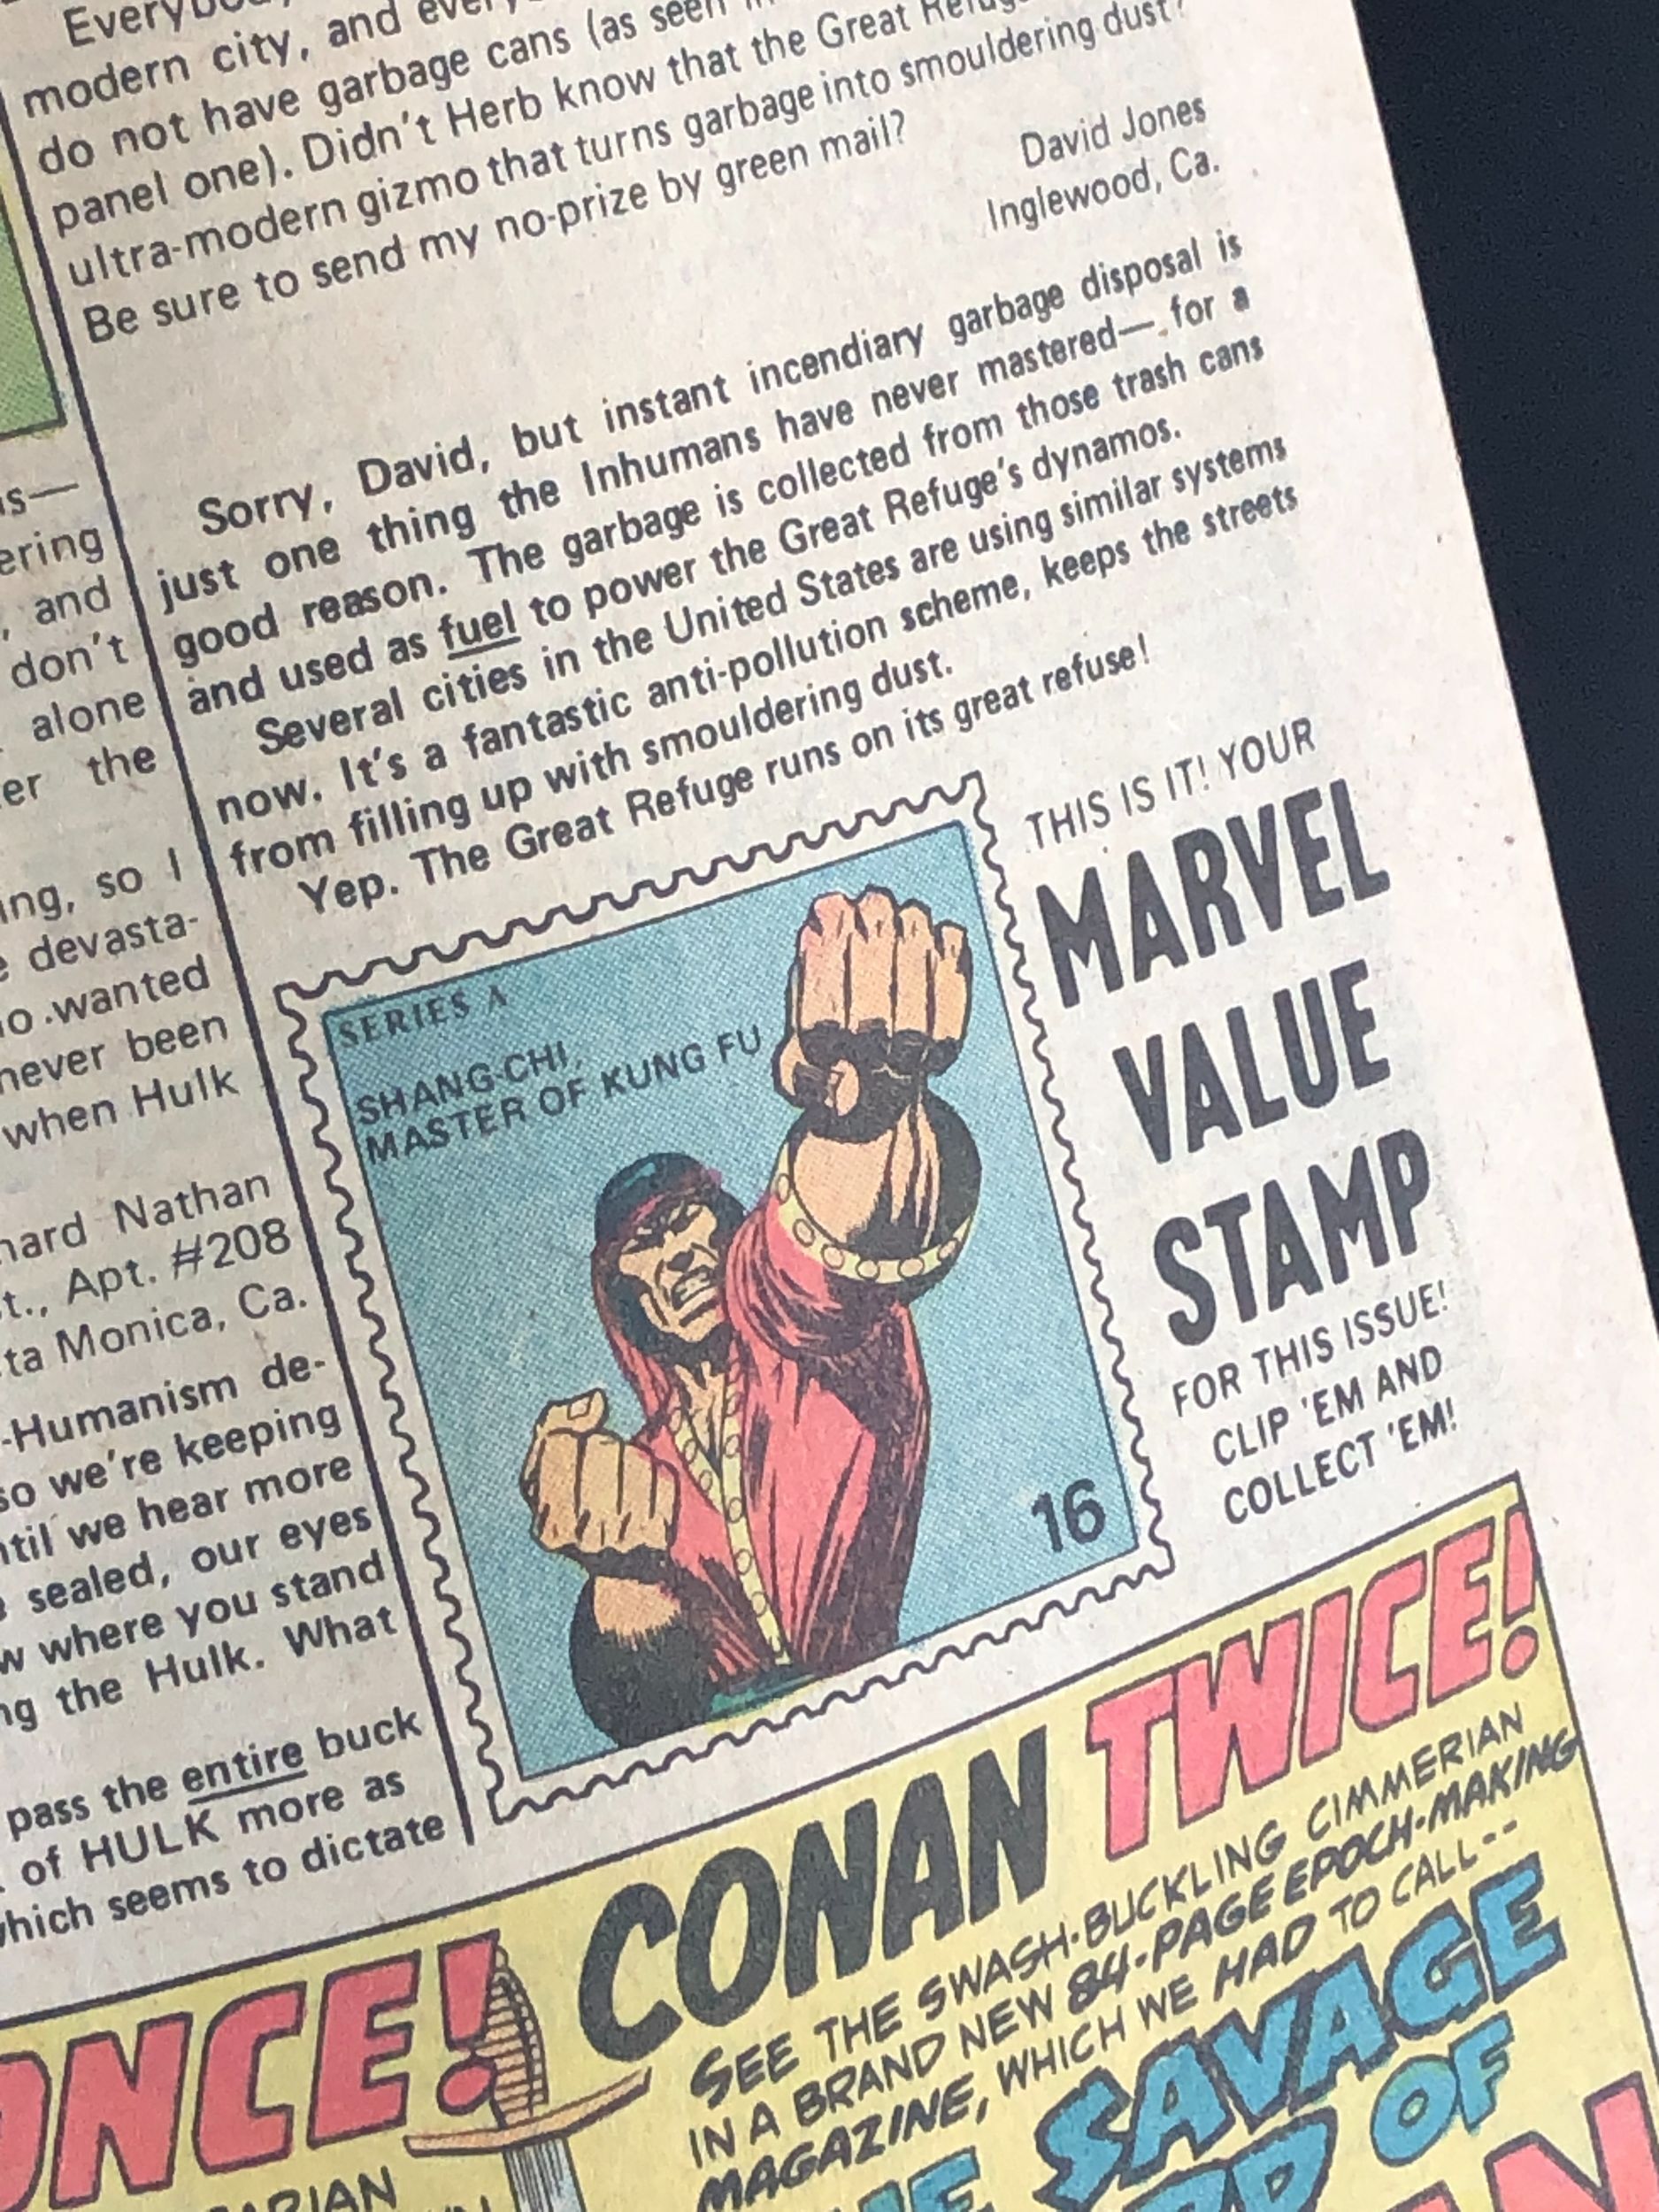 modern city, and
do not have garbage cans (as seen
panel one). Didn't Herb know that the Great
ultra-modern gizmo that turns garbage into smouldering dust?
Be sure to send my no-prize by green mail?
David Jones
Inglewood, Ca.
Sorry, David, but instant incendiary garbage disposal is
just one thing the Inhumans have never mastered—for a
good reason. The garbage is collected from those trash cans
and used as fuel to power the Great Refuge's dynamos.
Several cities in the United States are using similar systems
now. It's a fantastic anti-pollution scheme, keeps the streets
from filling up with smouldering dust.
Yep. The Great Refuge runs on its great refuse!
and
don't
alone
the
so I
devasta-
wanted
never been
when Hulk
Nathan
Apt. #208
Monica, Ca.
-Humanism de-
so we're keeping
we hear more
sealed, our eyes
where you stand
the Hulk. What
pass the entire buck
of HULK more as
which seems to dictate
SERIES A
SHANG-CHI,
MASTER OF KUNG FU
16
THIS IS IT! YOUR
MARVEL
VALUE
STAMP
FOR THIS ISSUE!
CLIP 'EM AND
COLLECT 'EM!
ONCE!
CONAN TWICE!
SEE THE SWASH-BUCKLING CIMMERIAN
IN A BRAND NEW 84-PAGE EPOCH-MAKING
MAGAZINE, WHICH WE HAD TO CALL--
SAVAGE
OF